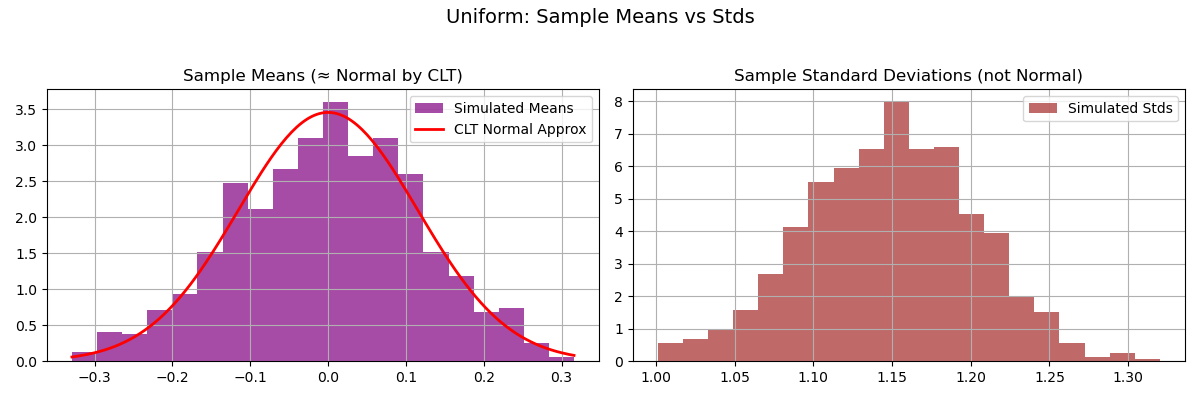 Uniform: Sample Means vs Stds
Sample Means (≈ Normal by CLT)
Simulated Means
CLT Normal Approx
3.5
3.0
2.5
2.0
1.5
1.0
0.5
0.0
−0.3 −0.2 −0.1 0.0 0.1 0.2 0.3
Sample Standard Deviations (not Normal)
Simulated Stds
8
7
6
5
4
3
2
1
0
1.00 1.05 1.10 1.15 1.20 1.25 1.30